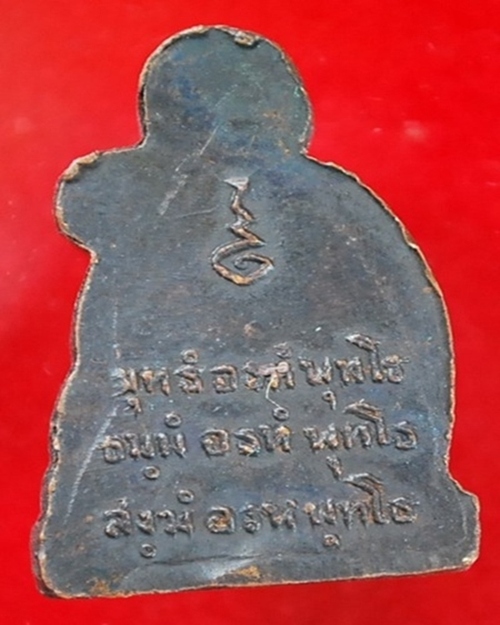 พุทธํ อรหํ พุทโธ
ธมฺมํ อรหํ พุทโธ
สงฺฆํ อรหํ พุทโธ